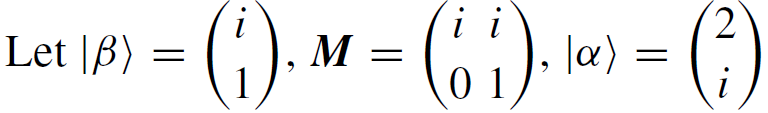 Let |β⟩ = (i 1), M = (i i 0 1), |α⟩ = (2 i)